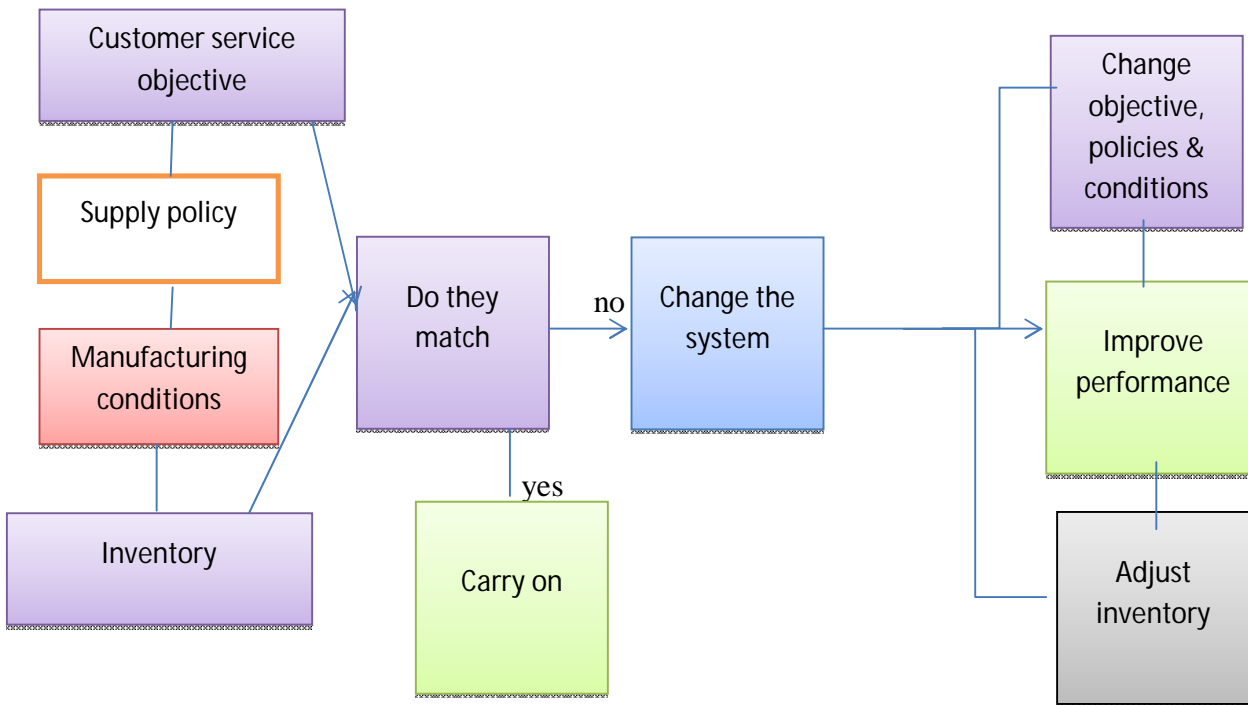 Customer service
objective
Supply policy
Manufacturing
conditions
Inventory
Do they
match
yes
Carry on
no
Change the
system
Change
objective,
policies &
conditions
Improve
performance
Adjust
inventory